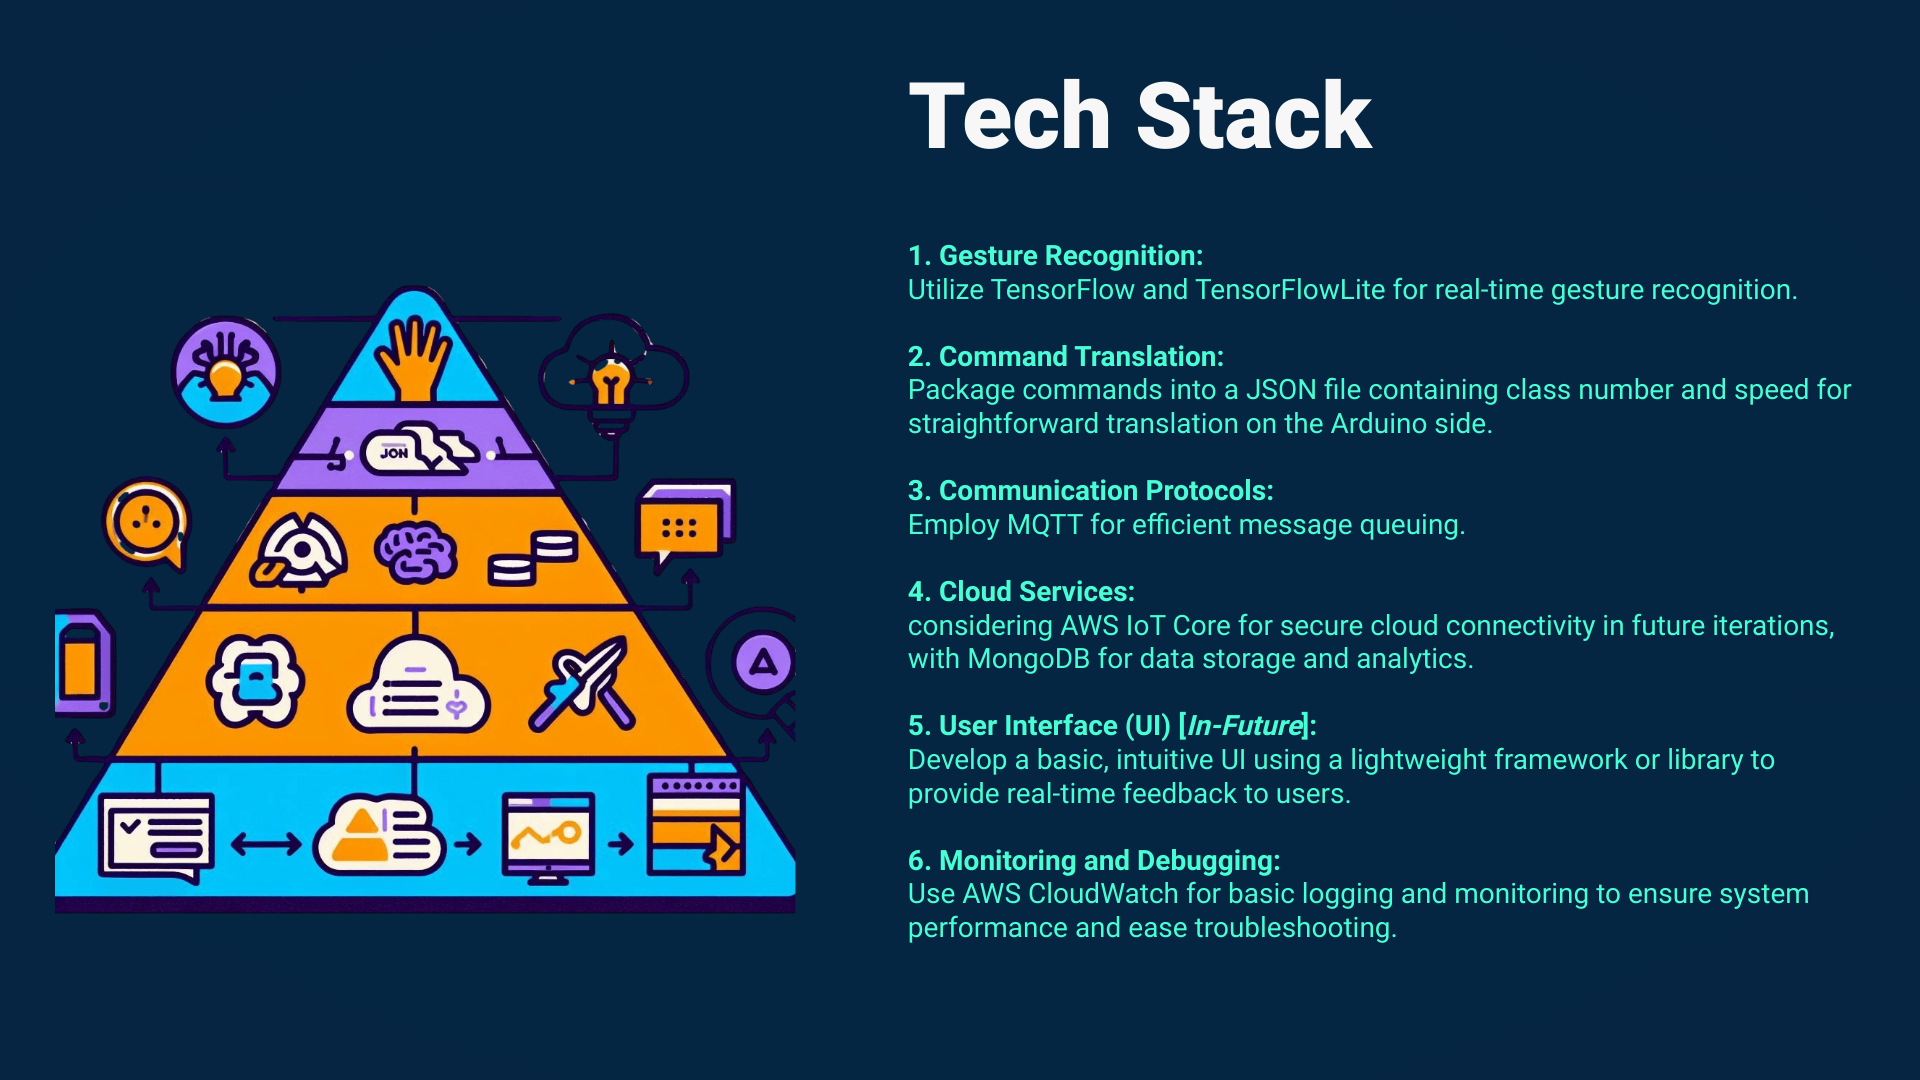 Tech Stack
1. Gesture Recognition:
Utilize TensorFlow and TensorFlowLite for real-time gesture recognition.
2. Command Translation:
Package commands into a JSON file containing class number and speed for
straightforward translation on the Arduino side.
3. Communication Protocols:
Employ MQTT for efficient message queuing.
4. Cloud Services:
considering AWS IoT Core for secure cloud connectivity in future iterations,
with MongoDB for data storage and analytics.
5. User Interface (UI) [In-Future]:
Develop a basic, intuitive UI using a lightweight framework or library to
provide real-time feedback to users.
6. Monitoring and Debugging:
Use AWS CloudWatch for basic logging and monitoring to ensure system
performance and ease troubleshooting.
JON
A